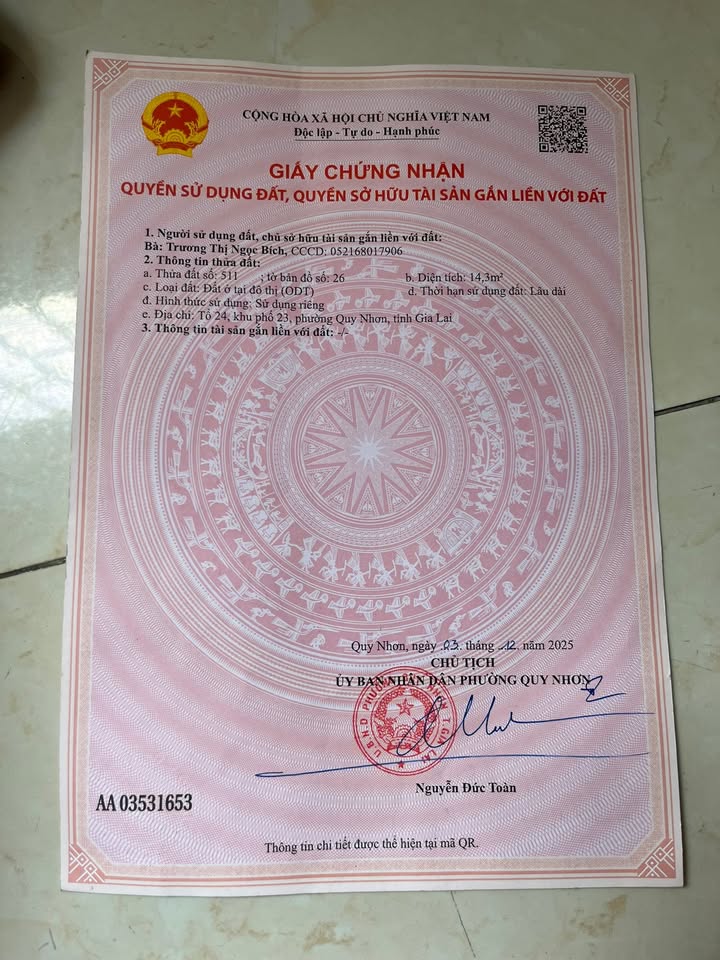 CỘNG HÒA XÃ HỘI CHỦ NGHĨA VIỆT NAM
Độc lập - Tự do - Hạnh phúc
GIẤY CHỨNG NHẬN
QUYỀN SỬ DỤNG ĐẤT, QUYỀN SỞ HỮU TÀI SẢN GẮN LIỀN VỚI ĐẤT
1. Người sử dụng đất, chủ sở hữu tài sản gắn liền với đất:
Bà: Trương Thị Ngọc Bích, CCCD: 052168017906
2. Thông tin thửa đất:
a. Thửa đất số: 511 ; tờ bản đồ số: 26 b. Diện tích: 14,3m²
c. Loại đất: Đất ở tại đô thị (ODT) d. Thời hạn sử dụng đất: Lâu dài
đ. Hình thức sử dụng: Sử dụng riêng
e. Địa chỉ: Tổ 24, khu phố 23, phường Quy Nhơn, tỉnh Gia Lai
3. Thông tin tài sản gắn liền với đất: -/-
Quy Nhơn, ngày 03 tháng 12 năm 2025
CHỦ TỊCH
ỦY BAN NHÂN DÂN PHƯỜNG QUY NHƠN
Nguyễn Đức Toàn
AA 03531653
Thông tin chi tiết được thể hiện tại mã QR.